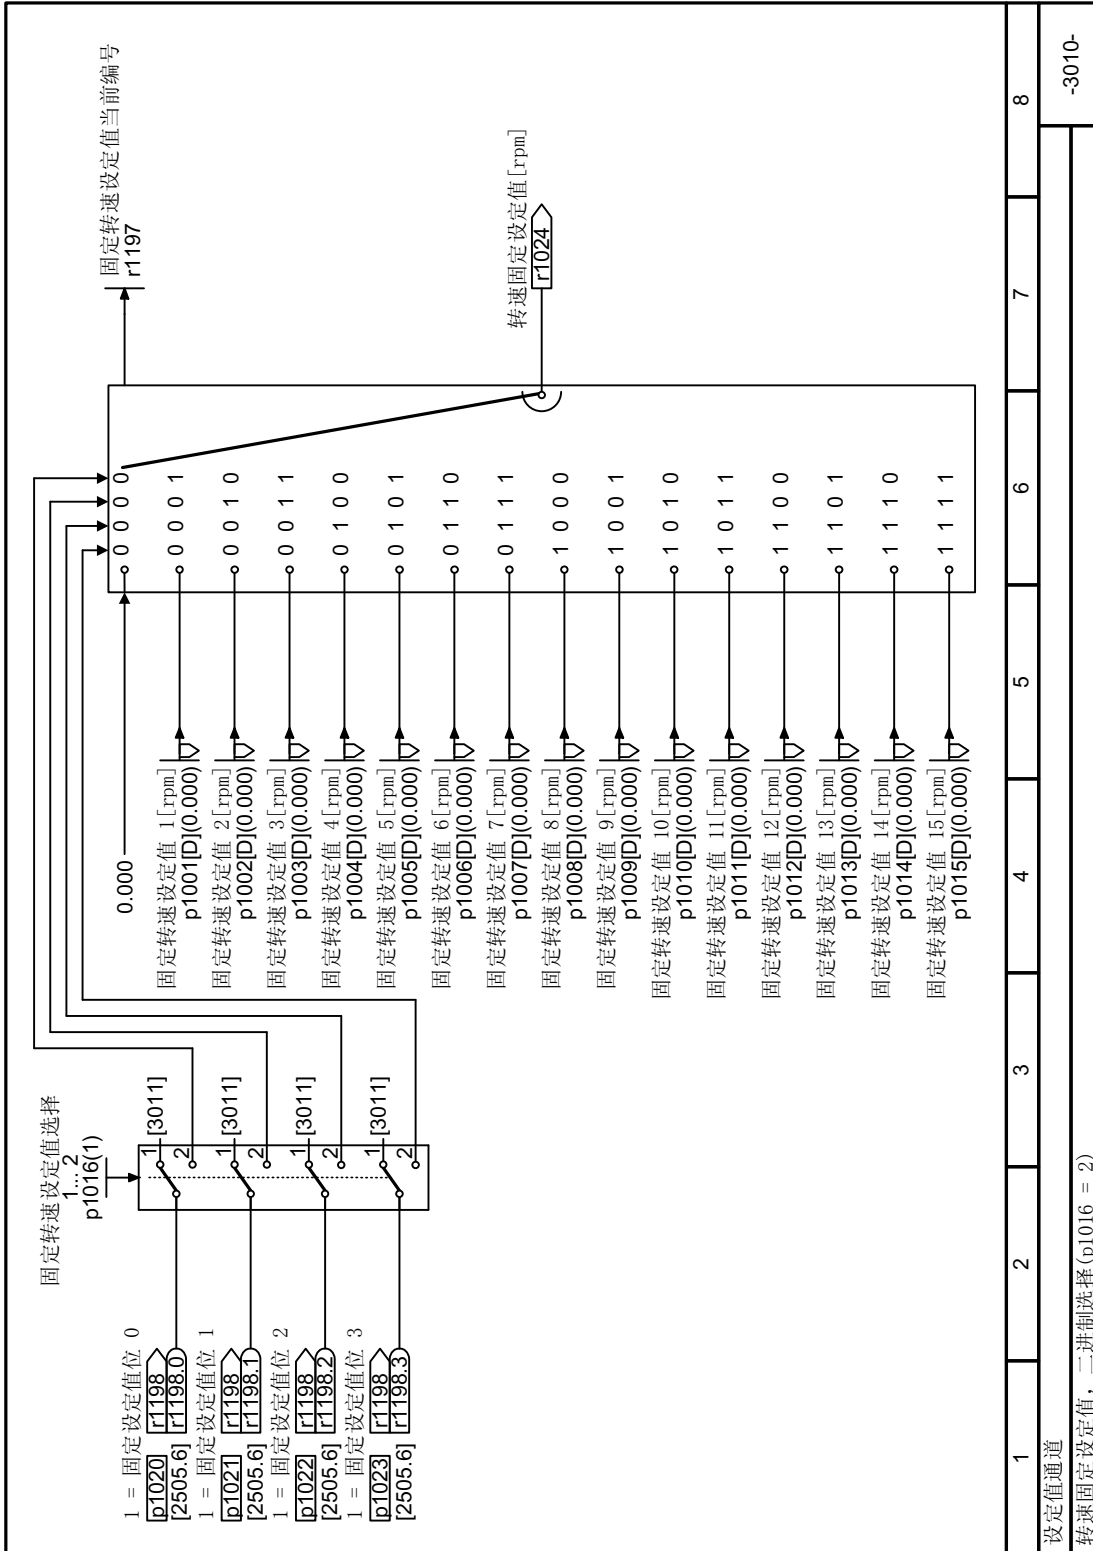 固定转速设定值选择
1... 2
p1016(1)
1 = 固定设定值位 0
p1020 r1198
[2505.6] r1198.0
1 = 固定设定值位 1
p1021 r1198
[2505.6] r1198.1
1 = 固定设定值位 2
p1022 r1198
[2505.6] r1198.2
1 = 固定设定值位 3
p1023 r1198
[2505.6] r1198.3
1 [3011]
2
1 [3011]
2
1 [3011]
2
1 [3011]
2
0.000
固定转速设定值 1[rpm]
p1001[D](0.000)
固定转速设定值 2[rpm]
p1002[D](0.000)
固定转速设定值 3[rpm]
p1003[D](0.000)
固定转速设定值 4[rpm]
p1004[D](0.000)
固定转速设定值 5[rpm]
p1005[D](0.000)
固定转速设定值 6[rpm]
p1006[D](0.000)
固定转速设定值 7[rpm]
p1007[D](0.000)
固定转速设定值 8[rpm]
p1008[D](0.000)
固定转速设定值 9[rpm]
p1009[D](0.000)
固定转速设定值 10[rpm]
p1010[D](0.000)
固定转速设定值 11[rpm]
p1011[D](0.000)
固定转速设定值 12[rpm]
p1012[D](0.000)
固定转速设定值 13[rpm]
p1013[D](0.000)
固定转速设定值 14[rpm]
p1014[D](0.000)
固定转速设定值 15[rpm]
p1015[D](0.000)
0 0 0 0
0 0 0 1
0 0 1 0
0 0 1 1
0 1 0 0
0 1 0 1
0 1 1 0
0 1 1 1
1 0 0 0
1 0 0 1
1 0 1 0
1 0 1 1
1 1 0 0
1 1 0 1
1 1 1 0
1 1 1 1
固定转速设定值当前编号
r1197
转速固定设定值[rpm]
r1024
1 2 3 4 5 6 7 8
设定值通道
-3010-
转速固定设定值, 二进制选择(p1016 = 2)